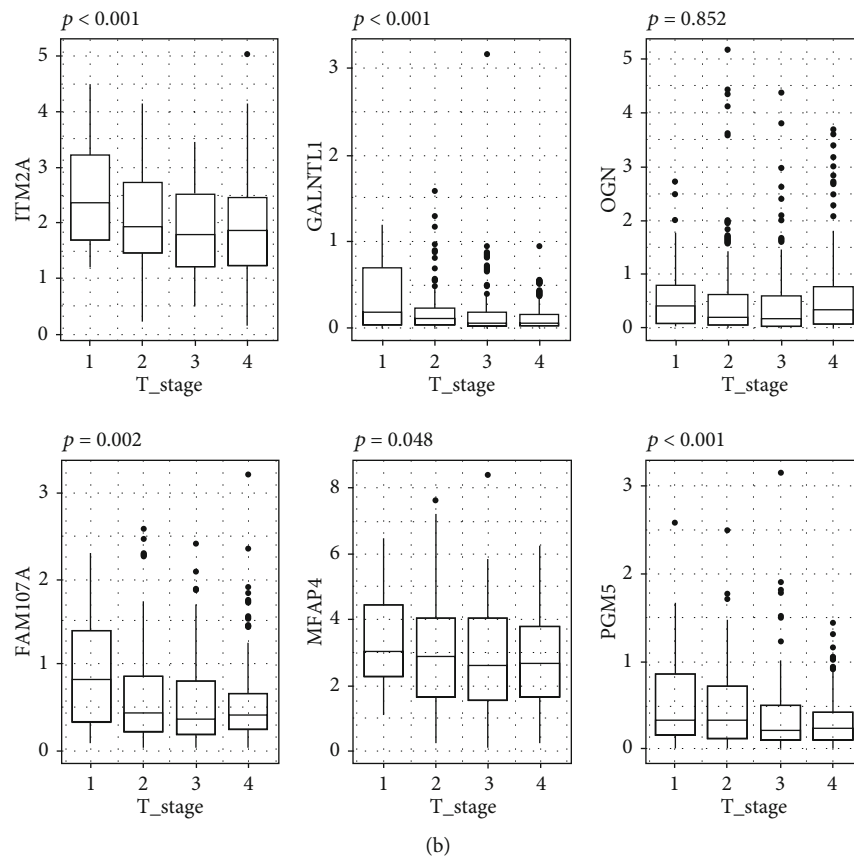 p < 0.001
5
4
3
2
1
0
ITM2A
1 2 3 4
T_stage
p < 0.001
3
2
1
0
GALNTL1
1 2 3 4
T_stage
p = 0.852
5
4
3
2
1
0
OGN
1 2 3 4
T_stage
p = 0.002
3
2
1
0
FAM107A
1 2 3 4
T_stage
p = 0.048
8
6
4
2
0
MFAP4
1 2 3 4
T_stage
p < 0.001
3
2
1
0
PGM5
1 2 3 4
T_stage
(b)